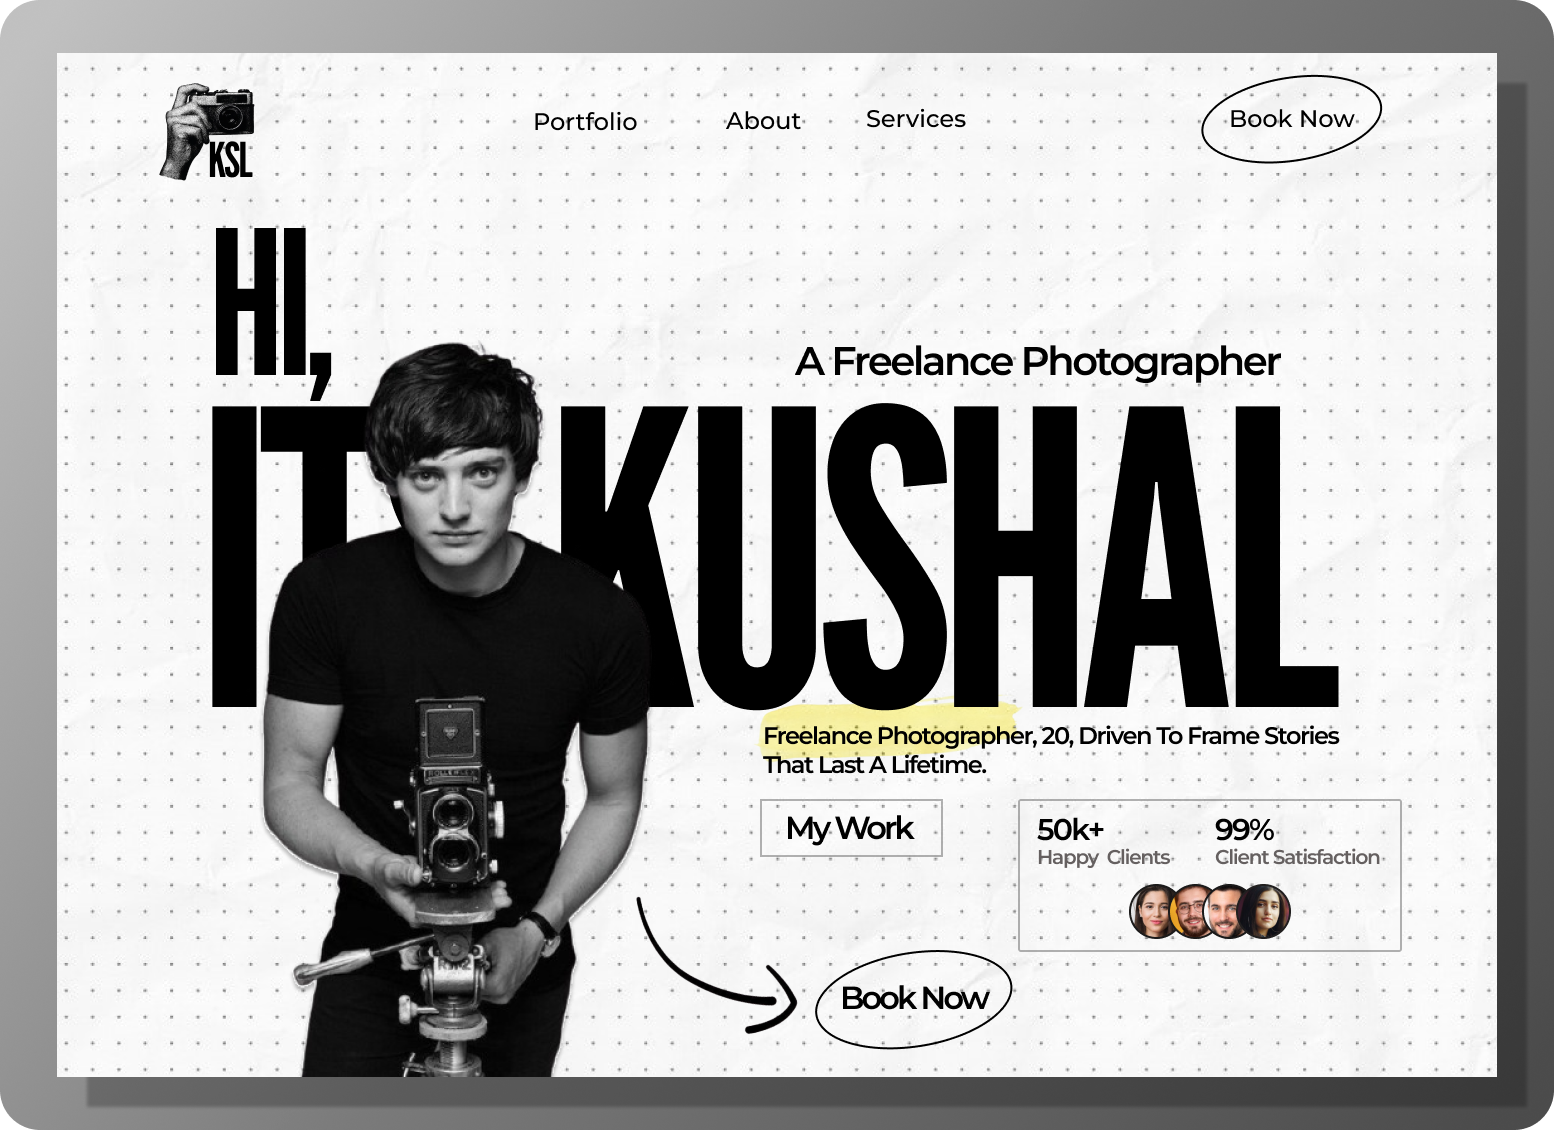 KSL
Portfolio
About
Services
Book Now
HI,
A Freelance Photographer
IT KUSHAL
Freelance Photographer, 20, Driven To Frame Stories
That Last A Lifetime.
My Work
50k+
Happy Clients
99%
Client Satisfaction
Book Now